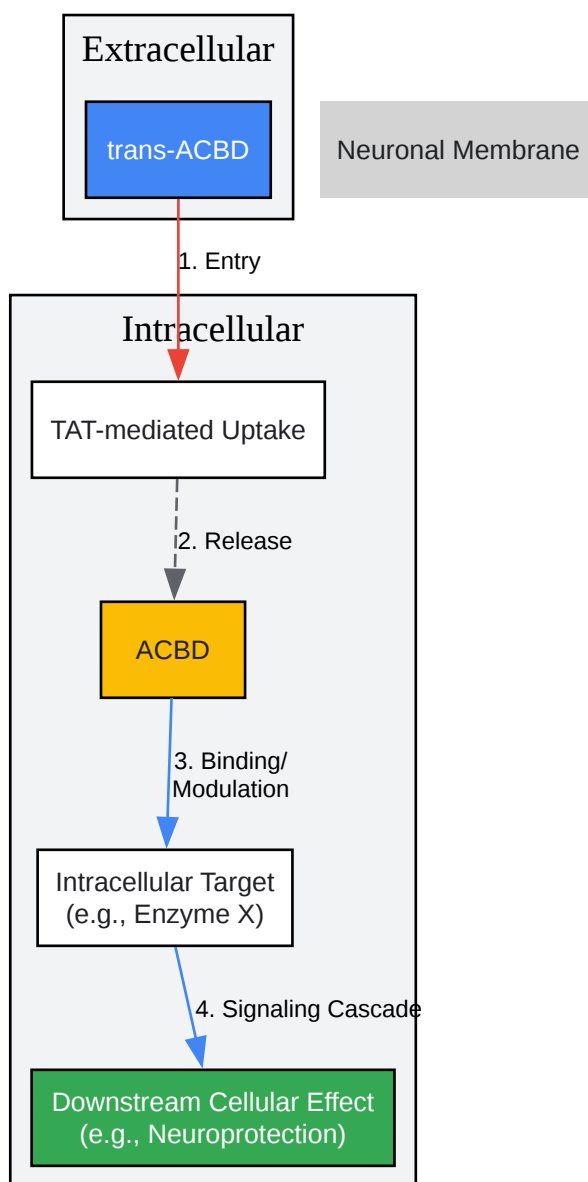 Extracellular
trans-ACBD
Neuronal Membrane
1. Entry
Intracellular
TAT-mediated Uptake
2. Release
ACBD
3. Binding/
Modulation
Intracellular Target
(e.g., Enzyme X)
4. Signaling Cascade
Downstream Cellular Effect
(e.g., Neuroprotection)